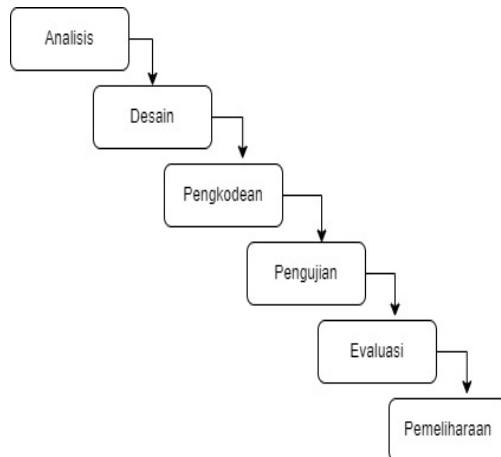 Analisis
Desain
Pengkodean
Pengujian
Evaluasi
Pemeliharaan